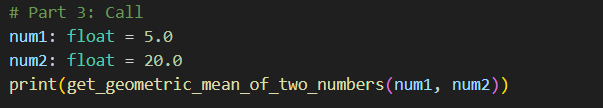 # Part 3: Call
num1: float = 5.0
num2: float = 20.0
print(get_geometric_mean_of_two_numbers(num1, num2))